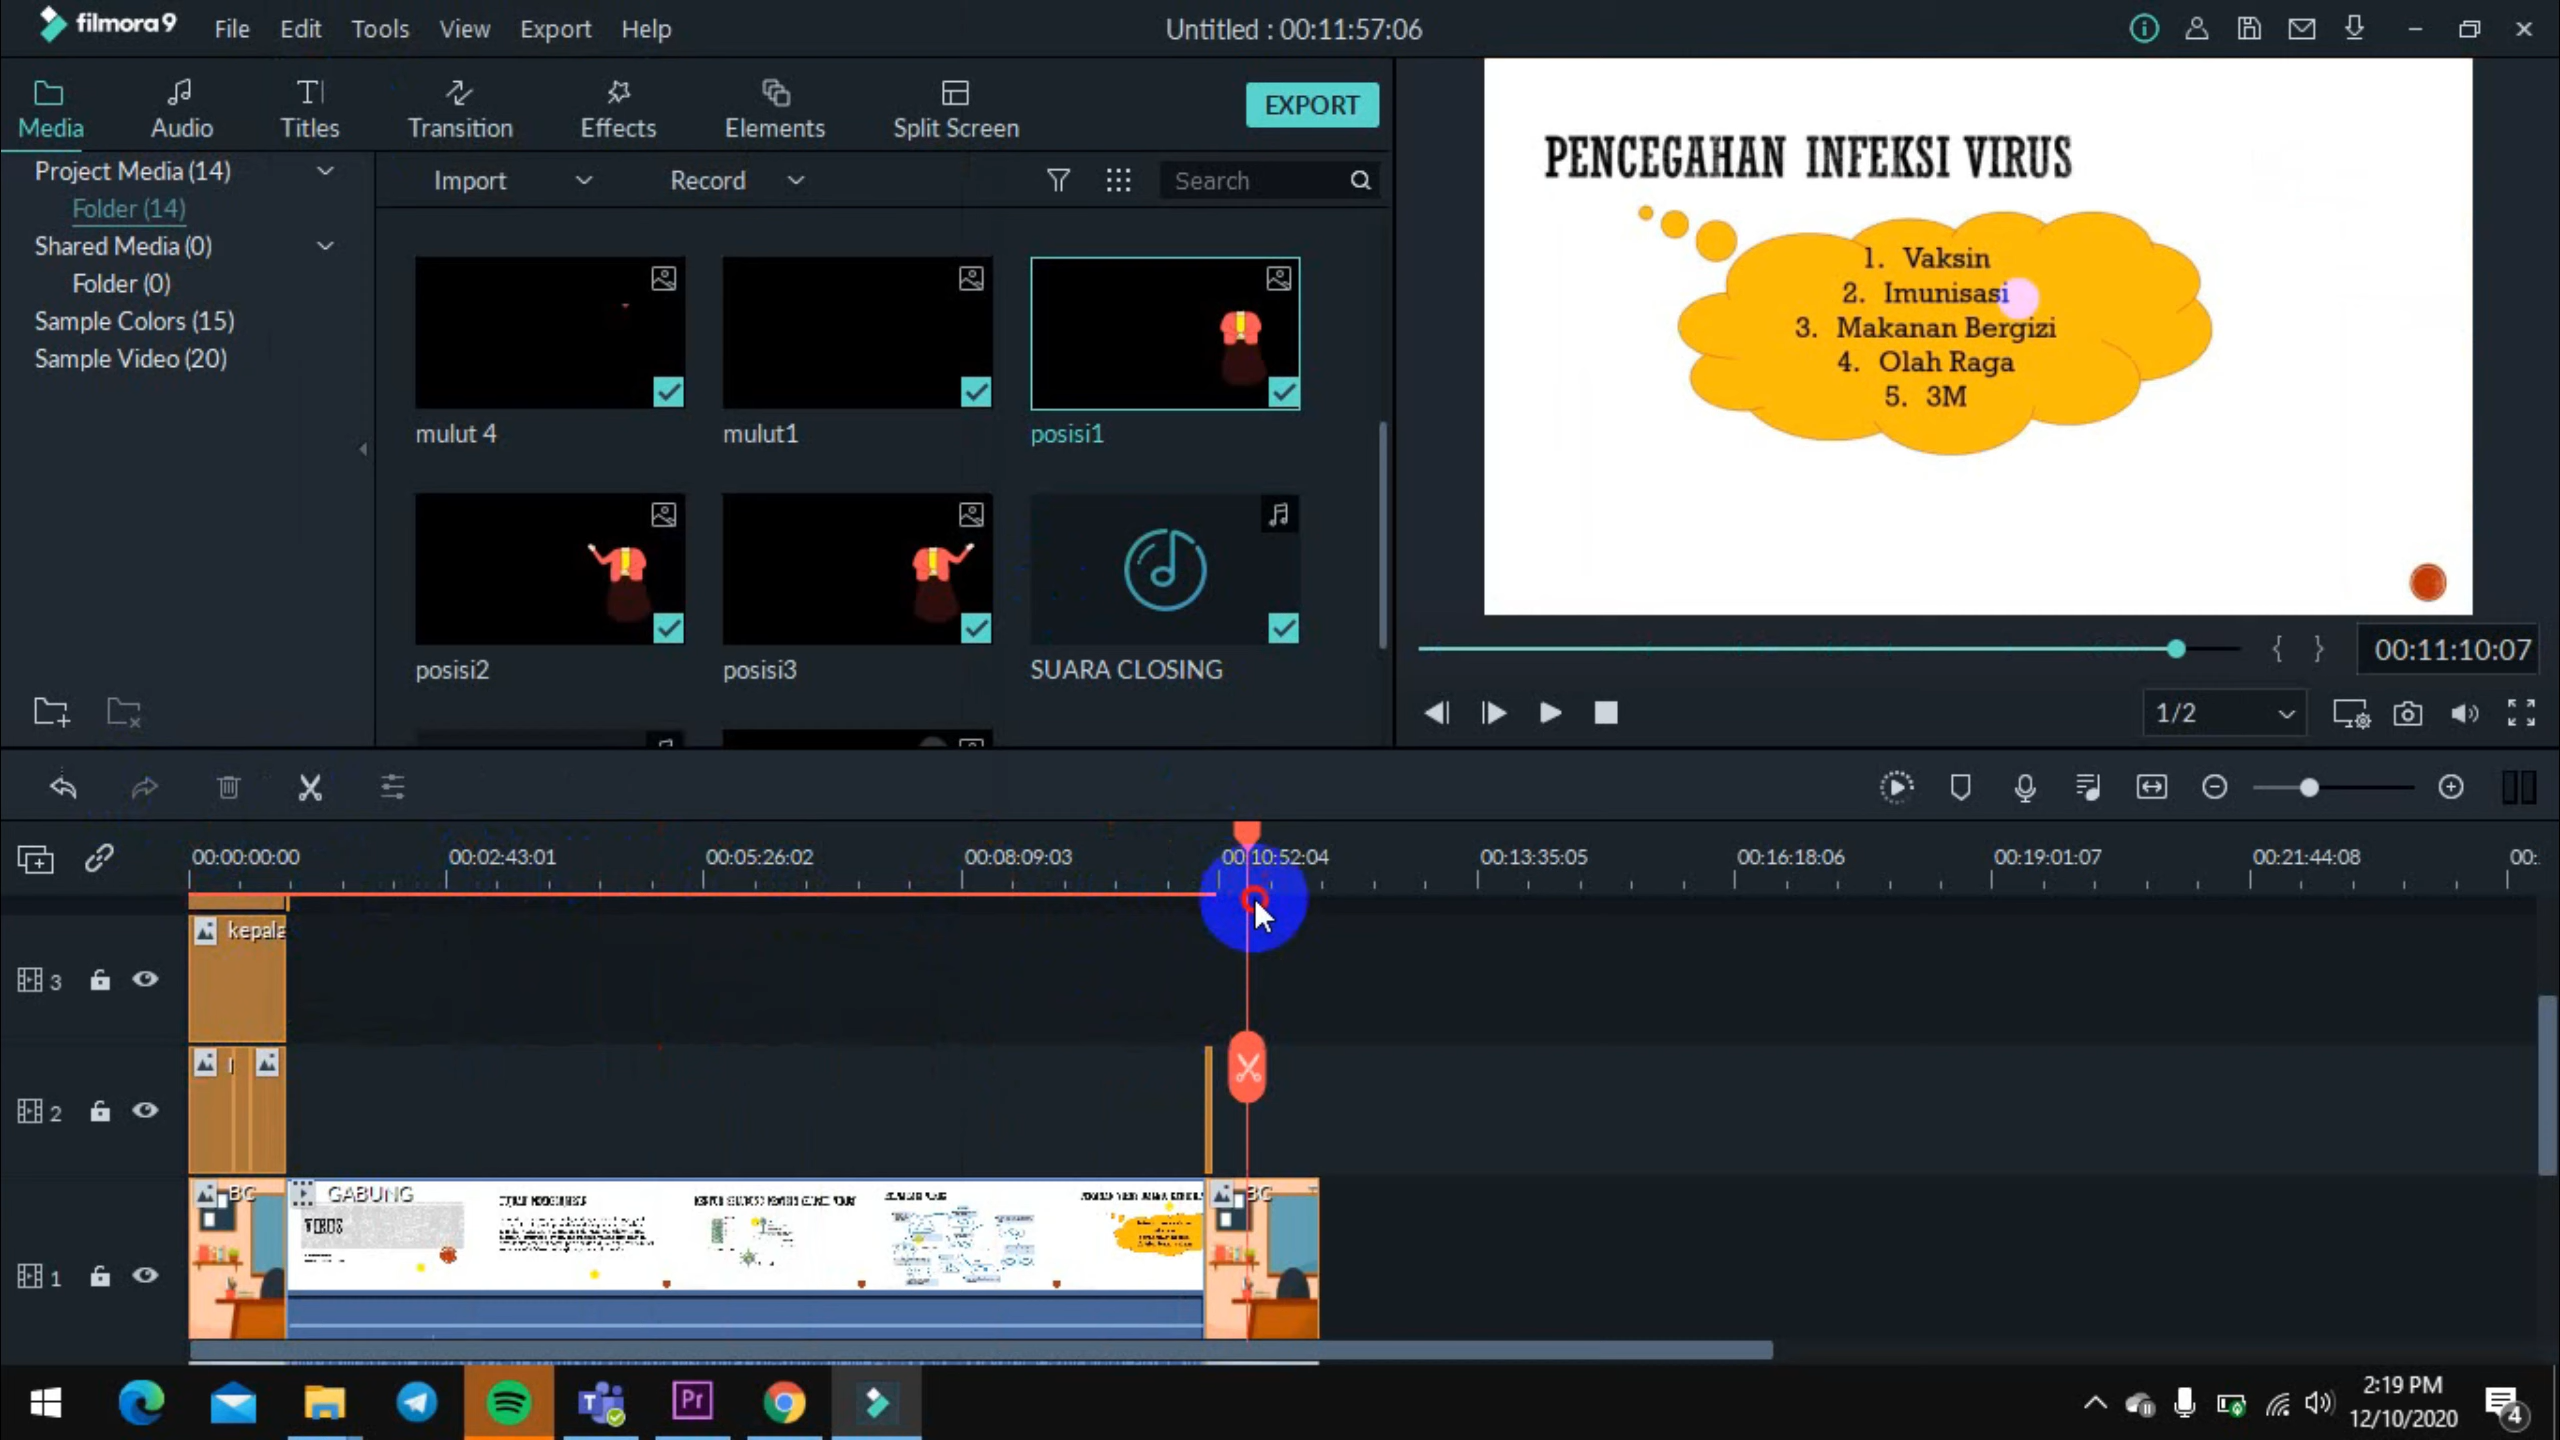 filmora9
File Edit Tools View Export Help
Untitled : 00:11:57:06
Media
Audio
Titles
Transition
Effects
Elements
Split Screen
EXPORT
Project Media (14)
Folder (14)
Shared Media (0)
Folder (0)
Sample Colors (15)
Sample Video (20)
Import
Record
Search
mulut 4
mulut1
posisi1
posisi2
posisi3
SUARA CLOSING
PENCEGAHAN INFEKSI VIRUS
1. Vaksin
2. Imunisasi
3. Makanan Bergizi
4. Olah Raga
5. 3M
00:11:10:07
1/2
00:00:00:00
00:02:43:01
00:05:26:02
00:08:09:03
00:10:52:04
00:13:35:05
00:16:18:06
00:19:01:07
00:21:44:08
00:
3
kepala
2
1
BC
GABUNG
VIRUS
BC
Pr
2:19 PM
12/10/2020
4